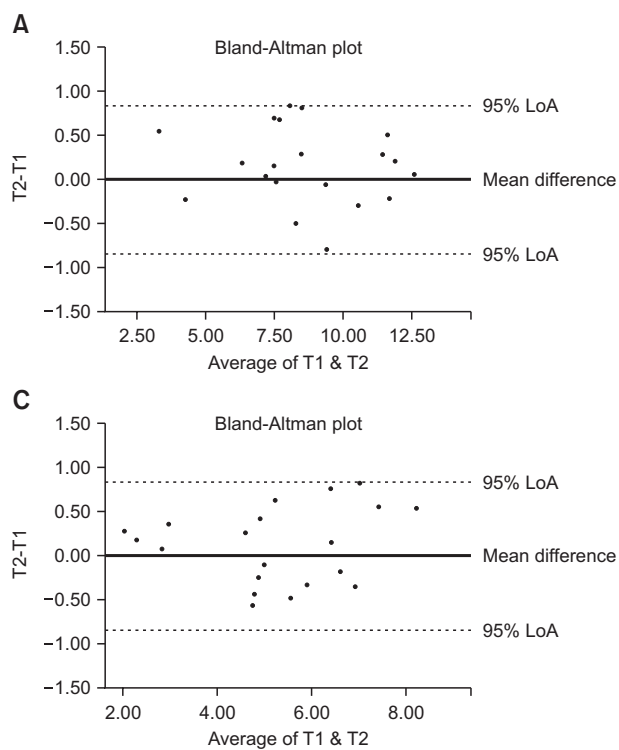 A
Bland-Altman plot
1.50
1.00
0.50
0.00
−0.50
−1.00
−1.50
T2-T1
95% LoA
Mean difference
95% LoA
2.50 5.00 7.50 10.00 12.50
Average of T1 & T2
C
Bland-Altman plot
1.50
1.00
0.50
0.00
−0.50
−1.00
−1.50
T2-T1
95% LoA
Mean difference
95% LoA
2.00 4.00 6.00 8.00
Average of T1 & T2